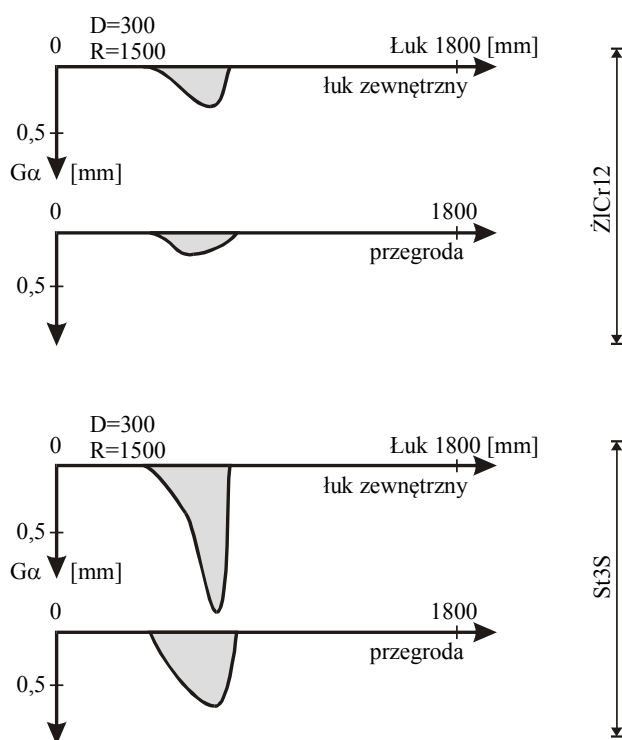 D=300
0
R=1500
Łuk 1800 [mm]
łuk zewnętrzny
0,5
Gα [mm]
0
1800
przegroda
0,5
ŻlCr12
D=300
0
R=1500
Łuk 1800 [mm]
łuk zewnętrzny
0,5
Gα [mm]
0
1800
przegroda
0,5
St3S